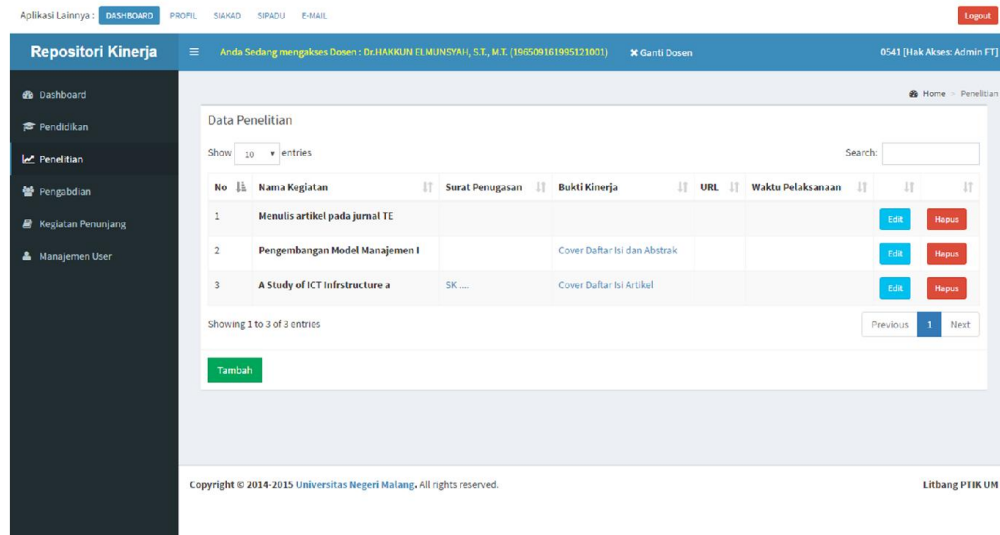 Aplikasi Lainnya : DASHBOARD PROFIL SIAKAD SIPADU E-MAIL Logout
Repositori Kinerja Anda Sedang mengakses Dosen : Dr.HAKKUN ELMUNSYAH, S.T., M.T. (196509161995121001) Ganti Dosen 0541 [Hak Akses: Admin FT]
Dashboard
Pendidikan
Penelitian
Pengabdian
Kegiatan Penunjang
Manajemen User
Home > Penelitian
Data Penelitian
Show 10 entries Search:
No Nama Kegiatan Surat Penugasan Bukti Kinerja URL Waktu Pelaksanaan
1 Menulis artikel pada jurnal TE Edit Hapus
2 Pengembangan Model Manajemen I Cover Daftar Isi dan Abstrak Edit Hapus
3 A Study of ICT Infrstructure a SK .... Cover Daftar Isi Artikel Edit Hapus
Showing 1 to 3 of 3 entries Previous 1 Next
Tambah
Copyright © 2014-2015 Universitas Negeri Malang. All rights reserved. Litbang PTIK UM